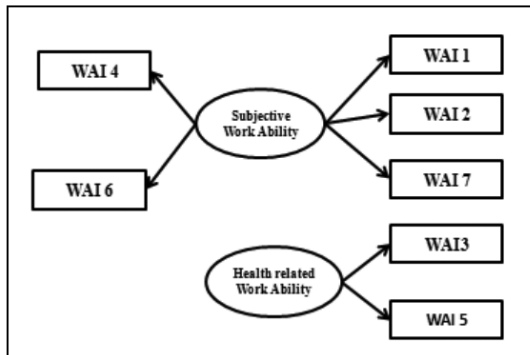 WAI 4
WAI 6
Subjective
Work Ability
WAI 1
WAI 2
WAI 7
Health related
Work Ability
WAI3
WAI 5